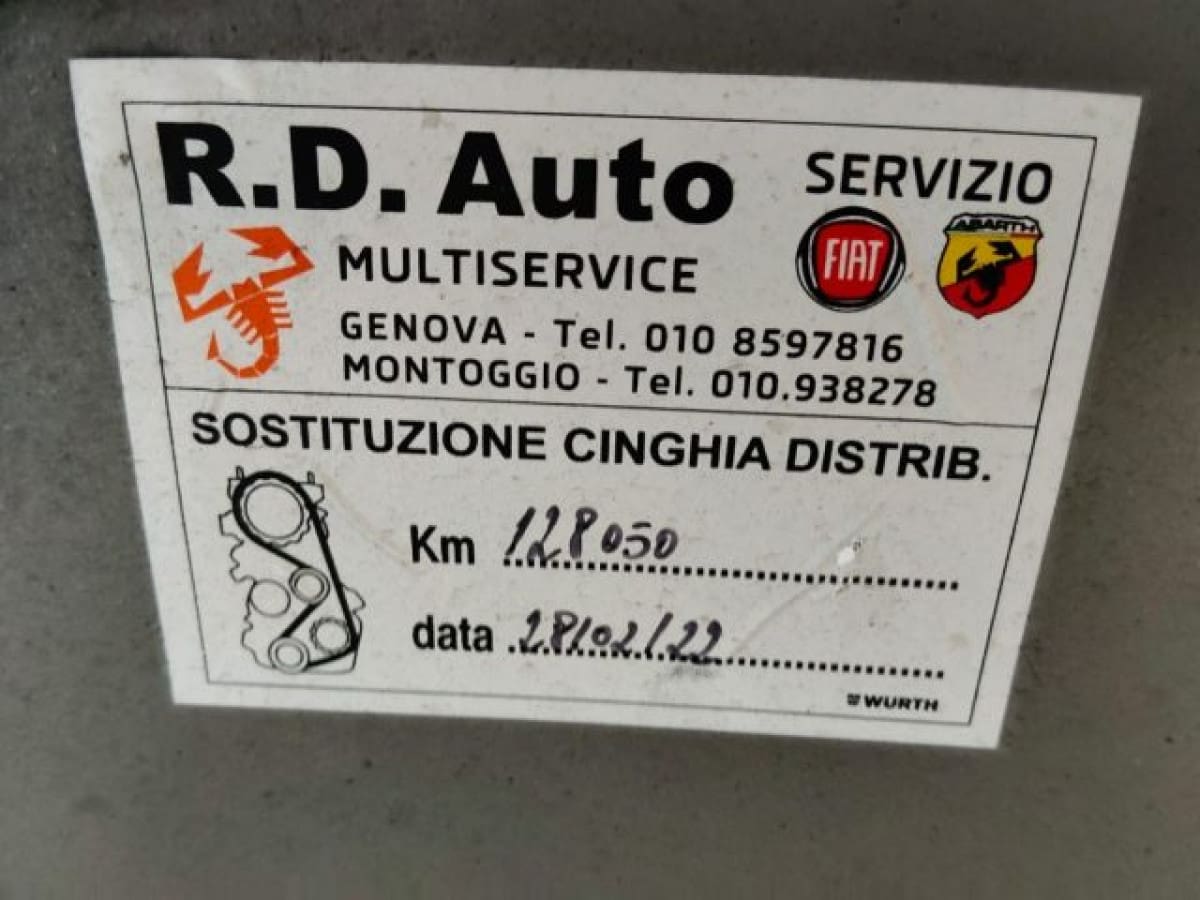 R.D. Auto
SERVIZIO
FIAT
ABARTH
MULTISERVICE
GENOVA - Tel. 010 8597816
MONTOGGIO - Tel. 010.938278
SOSTITUZIONE CINGHIA DISTRIB.
Km 128050
data 28/02/22
WURTH